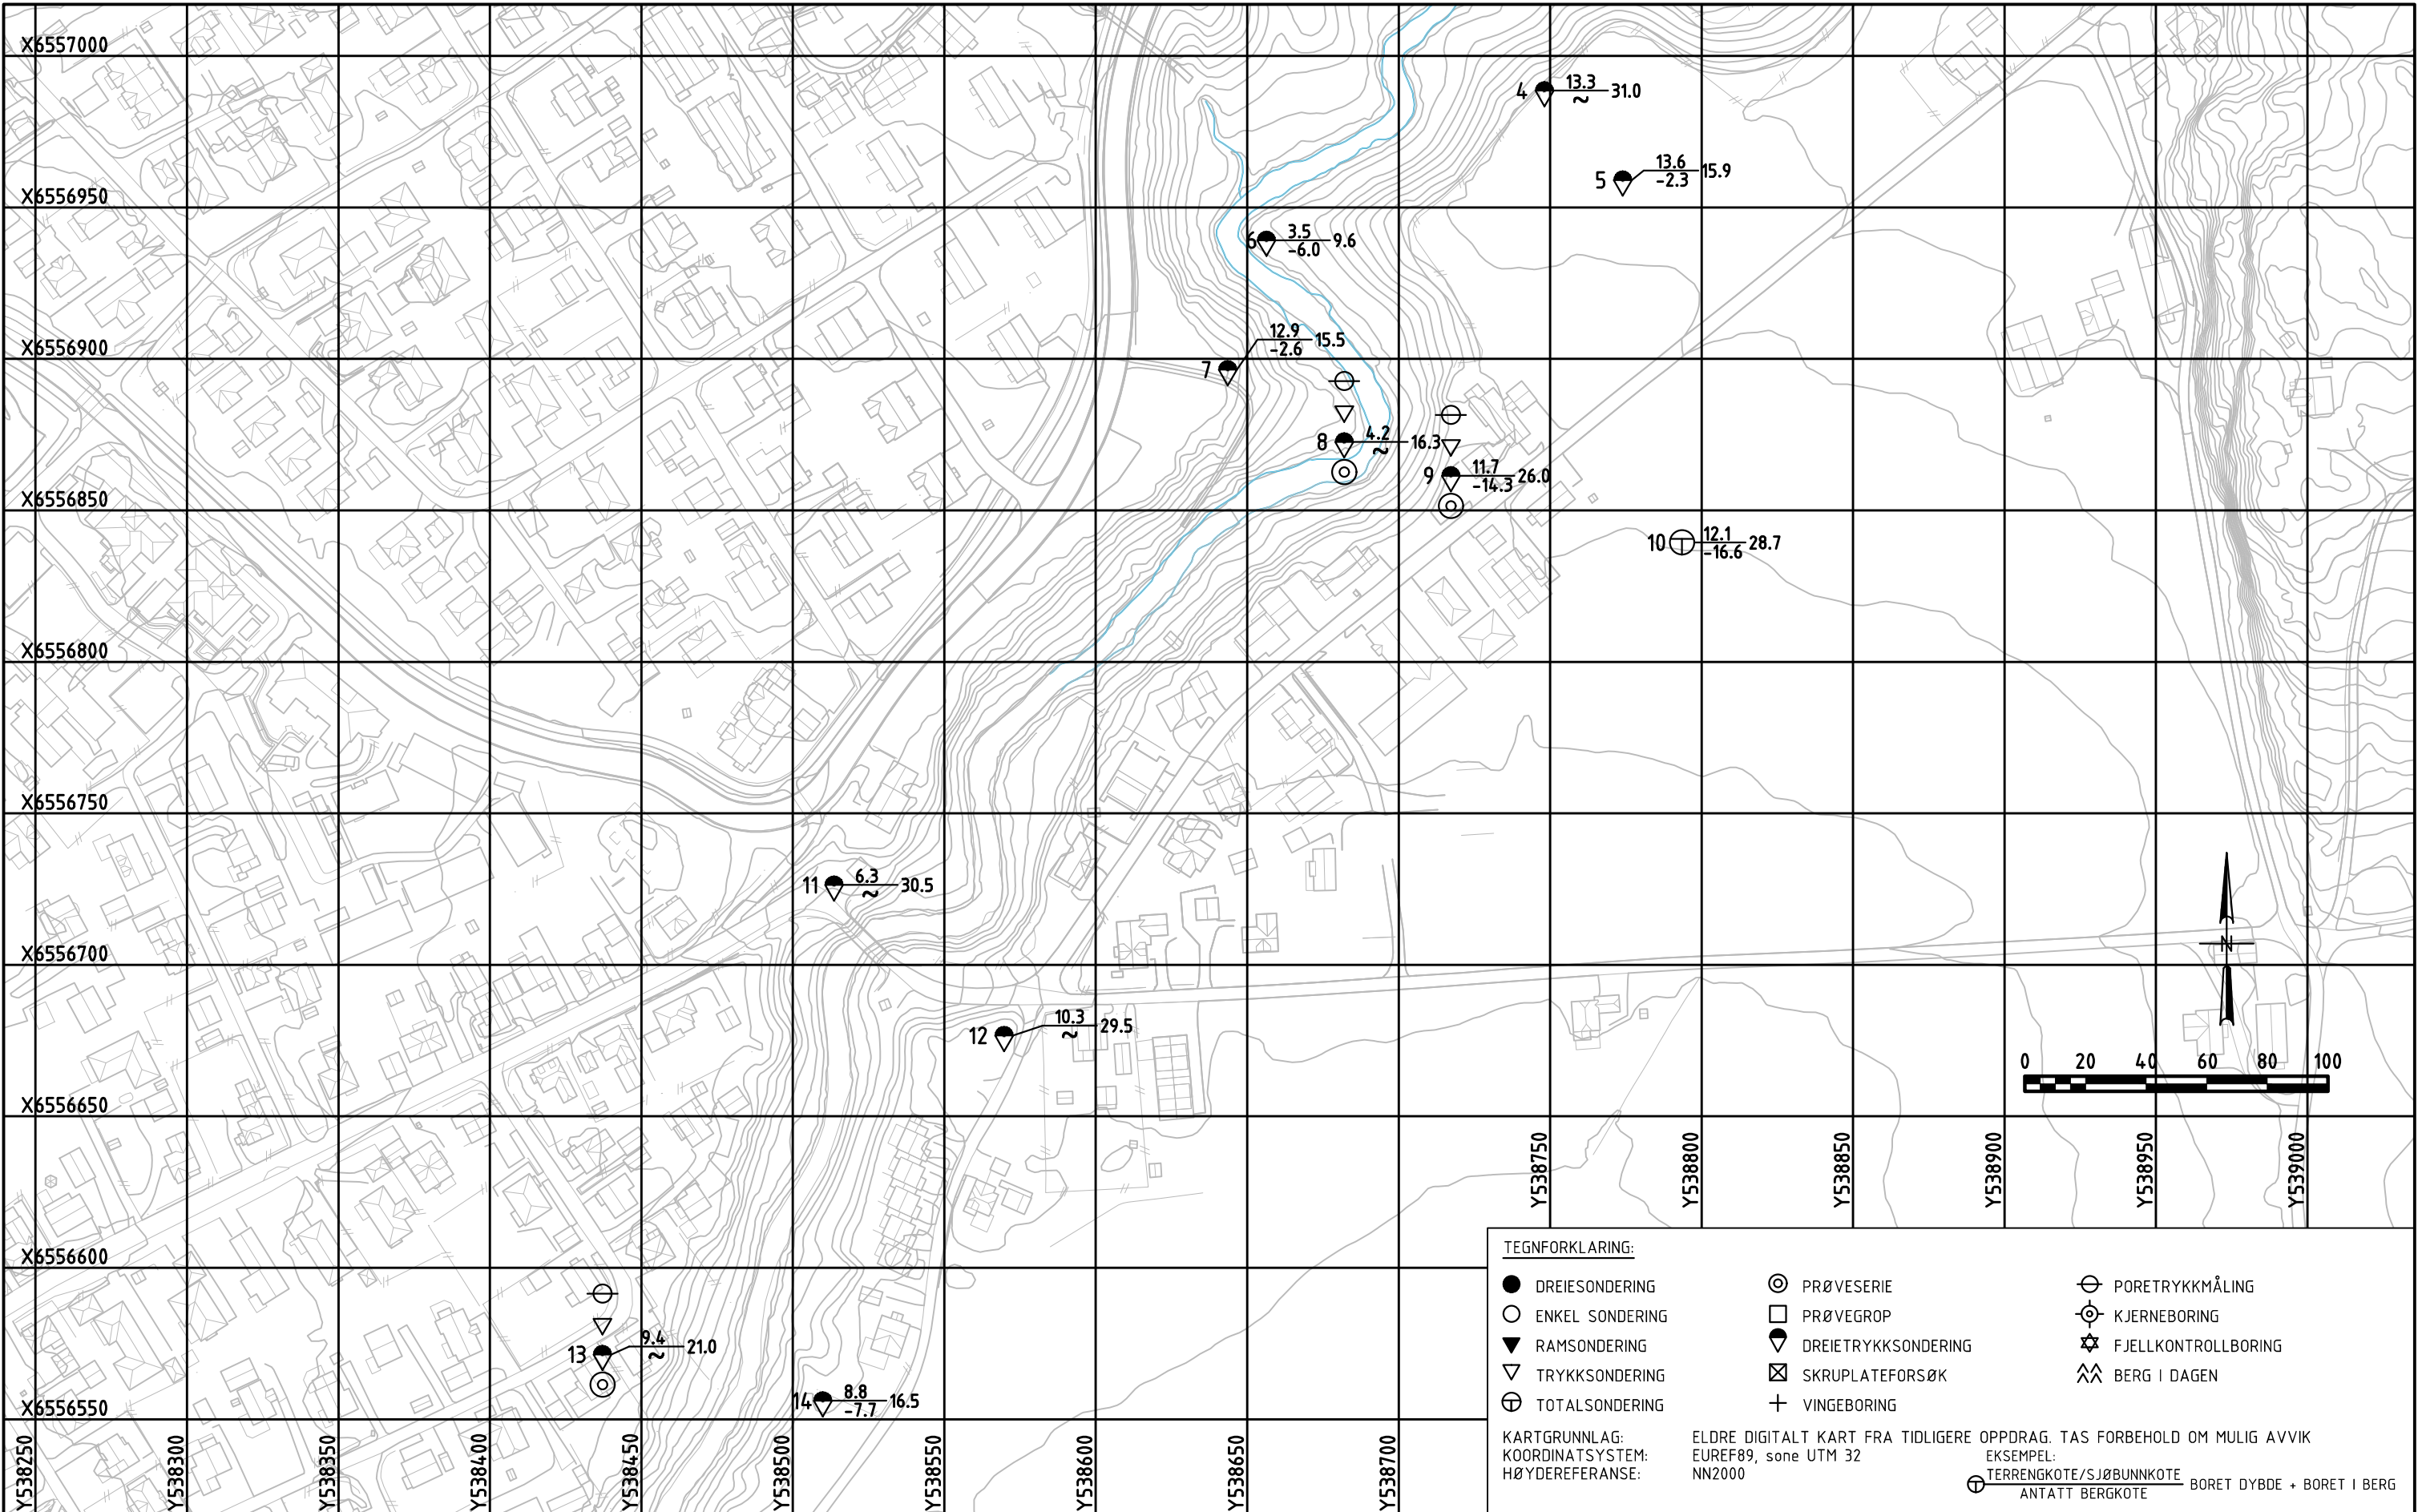 X6557000
4 13.3 31.0
~
13.6
5 -2.3 15.9
X6556950
6 3.5 9.6
-6.0
12.9
-2.6 15.5
X6556900
7
8 4.2 16.3
~
9 11.7 26.0
-14.3
X6556850
10 12.1 28.7
-16.6
X6556800
X6556750
11 6.3 30.5
~
X6556700
N
10.3
12 ~ 29.5
0 20 40 60 80 100
X6556650
Y538750
Y538800
Y538850
Y538900
Y538950
Y539000
X6556600
9.4
13 ~ 21.0
14 8.8 16.5
-7.7
X6556550
Y538250
Y538300
Y538350
Y538400
Y538450
Y538500
Y538550
Y538600
Y538650
Y538700
TEGNFORKLARING:
DREIESONDERING
ENKEL SONDERING
RAMSONDERING
TRYKKSONDERING
TOTALSONDERING
PRØVESERIE
PRØVEGROP
DREIETRYKKSONDERING
SKRUPLATEFORSØK
VINGEBORING
PORETRYKKMÅLING
KJERNEBORING
FJELLKONTROLLBORING
BERG I DAGEN
KARTGRUNNLAG: ELDRE DIGITALT KART FRA TIDLIGERE OPPDRAG. TAS FORBEHOLD OM MULIG AVVIK
KOORDINATSYSTEM: EUREF89, sone UTM 32
HØYDEREFERANSE: NN2000
EKSEMPEL:
TERRENGKOTE/SJØBUNNKOTE
ANTATT BERGKOTE
BORET DYBDE + BORET I BERG